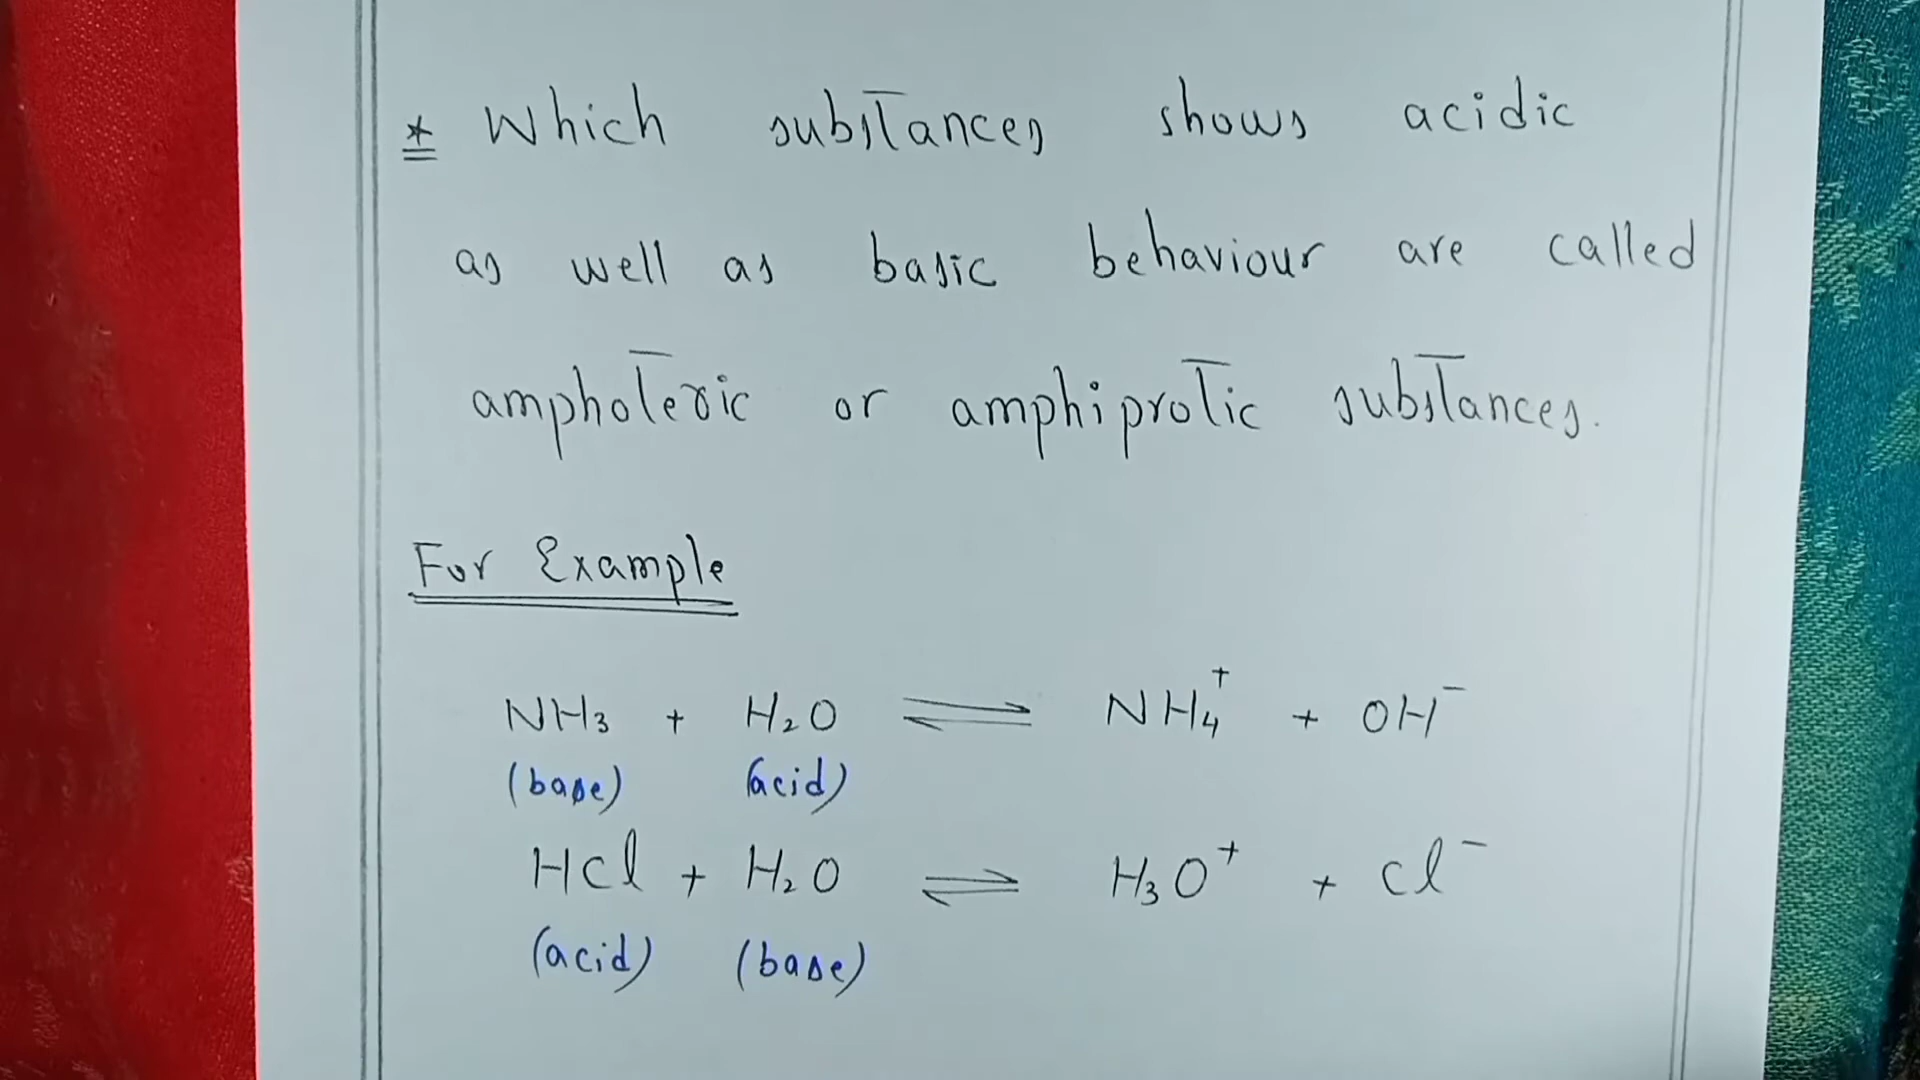 * Which substances shows acidic
as well as basic behaviour are called
amphoteric or amphiprotic substances.
For Example
NH₃ + H₂O ⇌ NH₄⁺ + OH⁻
(base) (acid)
HCl + H₂O ⇌ H₃O⁺ + Cl⁻
(acid) (base)